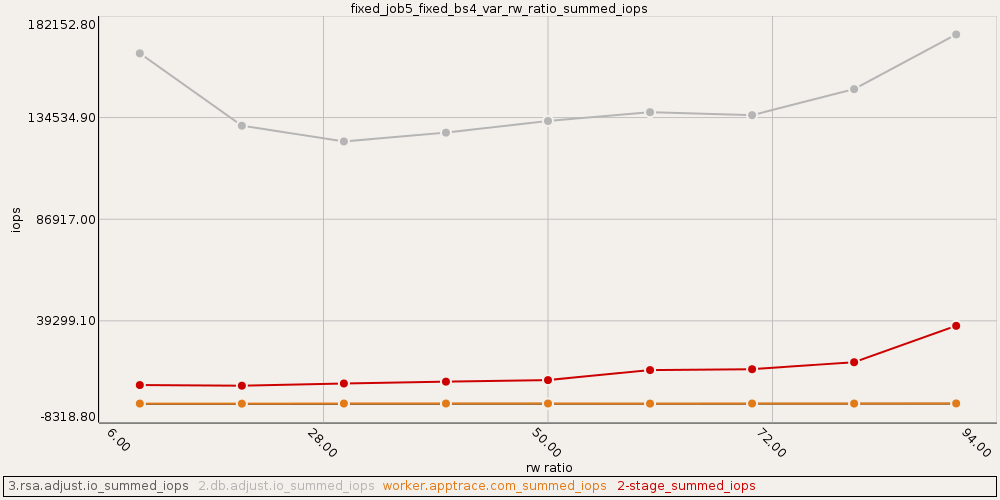 fixed_job5_fixed_bs4_var_rw_ratio_summed_iops
182152.80
134534.90
86917.00
39299.10
-8318.80
iops
6.00 28.00 50.00 72.00 94.00
rw ratio
3.rsa.adjust.io_summed_iops 2.db.adjust.io_summed_iops worker.apptrace.com_summed_iops 2-stage_summed_iops